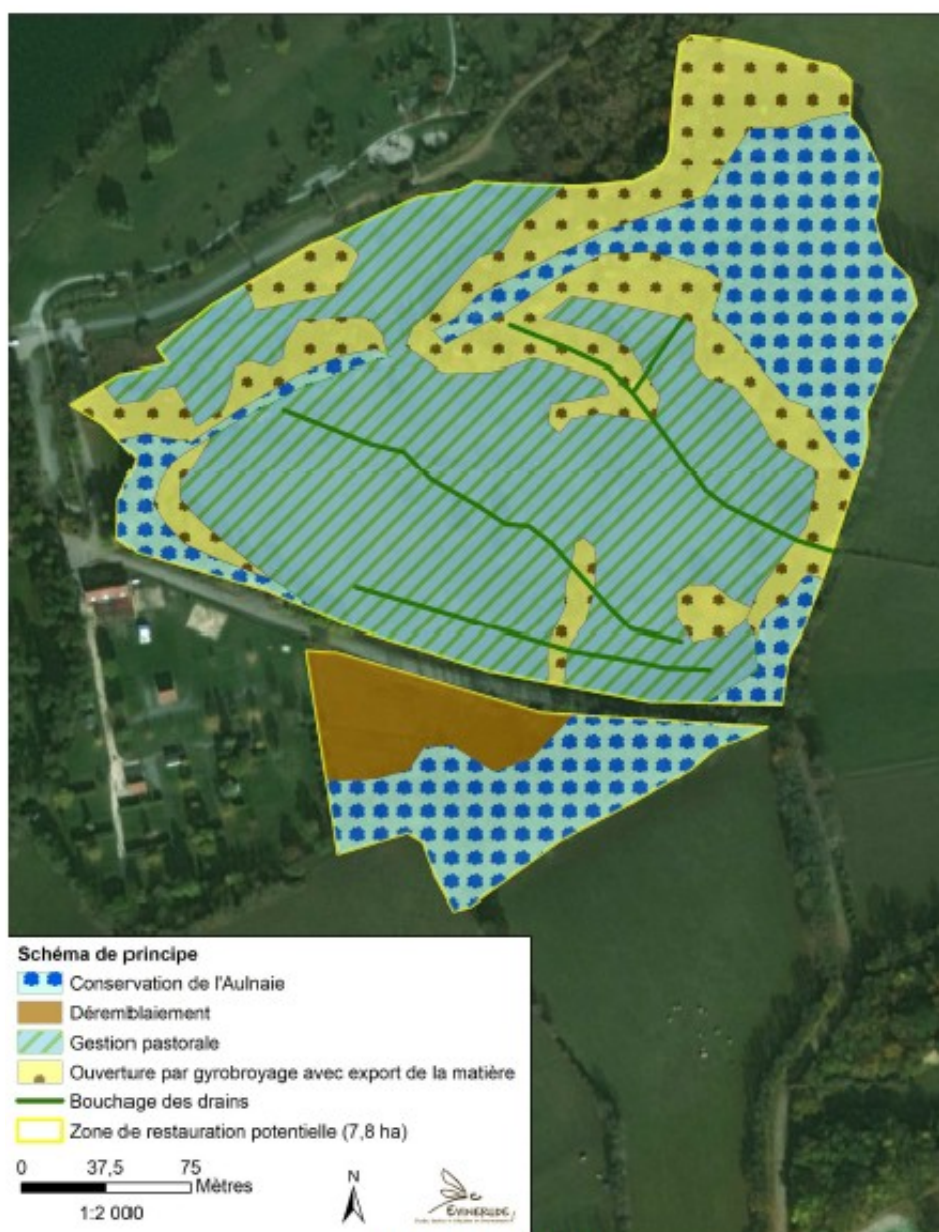 Schéma de principe
Conservation de l'Aulnaie
Déremblaiement
Gestion pastorale
Ouverture par gyrobroyage avec export de la matière
Bouchage des drains
Zone de restauration potentielle (7,8 ha)
0 37,5 75
Mètres
1:2 000
N
EVINERUDE